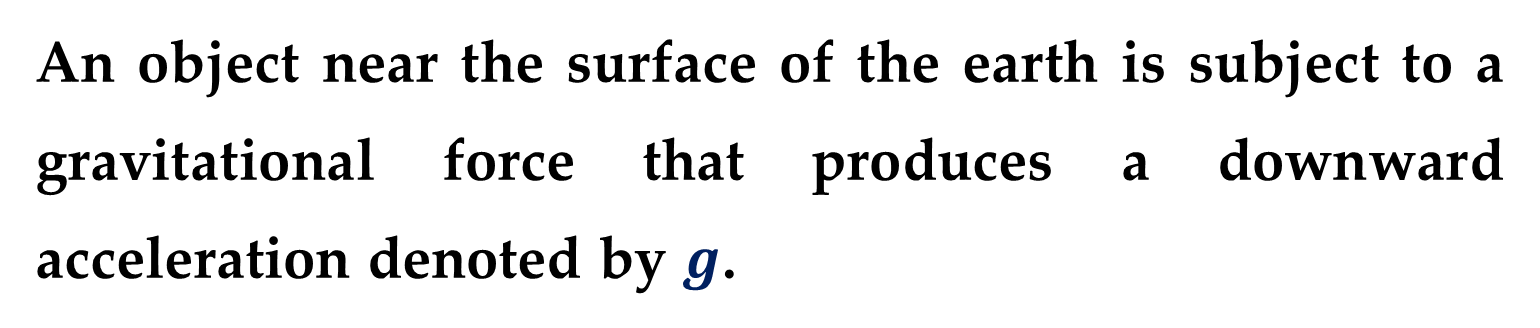 An object near the surface of the earth is subject to a
gravitational force that produces a downward
acceleration denoted by g.